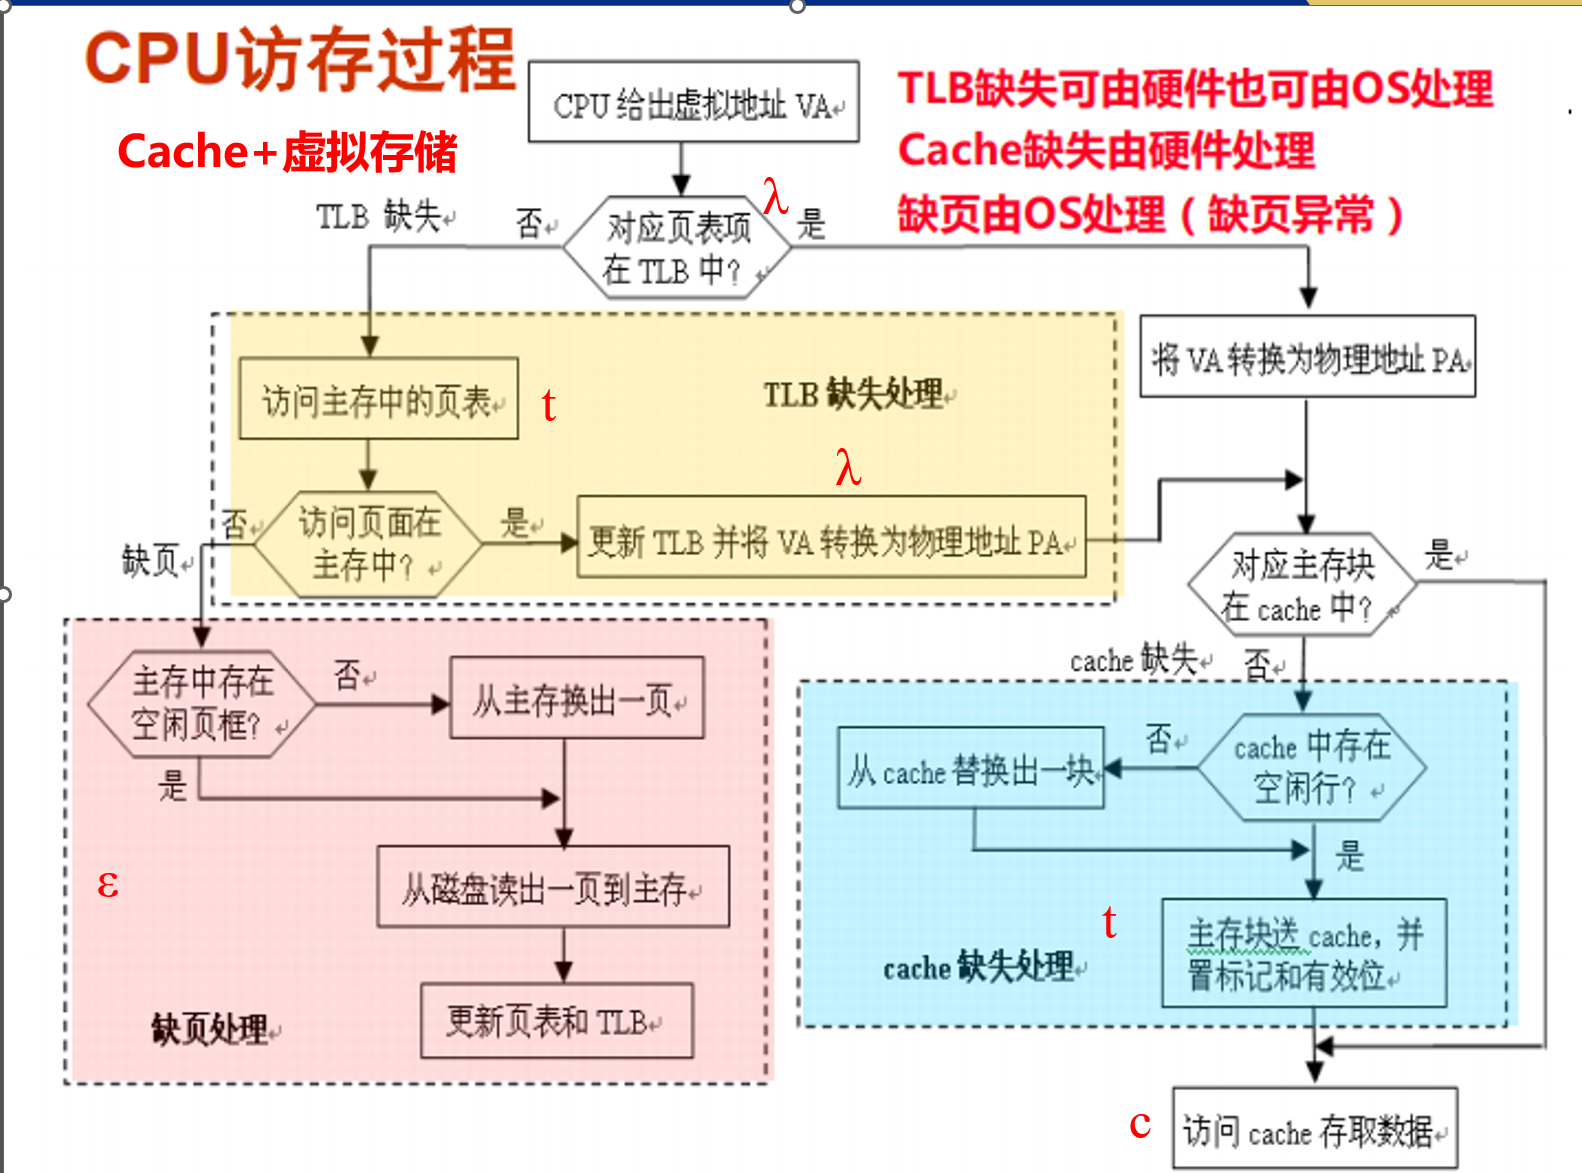 CPU访存过程
Cache+虚拟存储
CPU 给出虚拟地址 VA
TLB缺失可由硬件也可由OS处理
Cache缺失由硬件处理
缺页由OS处理（缺页异常）
TLB 缺失
否
对应页表项
在 TLB 中?
λ
是
访问主存中的页表
t
TLB 缺失处理
将 VA 转换为物理地址 PA
λ
否
访问页面在
主存中?
是
更新 TLB 并将 VA 转换为物理地址 PA
缺页
对应主存块
在 cache 中?
是
主存中存在
空闲页框?
否
从主存换出一页
cache 缺失
否
是
从 cache 替换出一块
否
cache 中存在
空闲行?
是
ε
从磁盘读出一页到主存
t
主存块送 cache，并
置标记和有效位
cache 缺失处理
缺页处理
更新页表和 TLB
c
访问 cache 存取数据